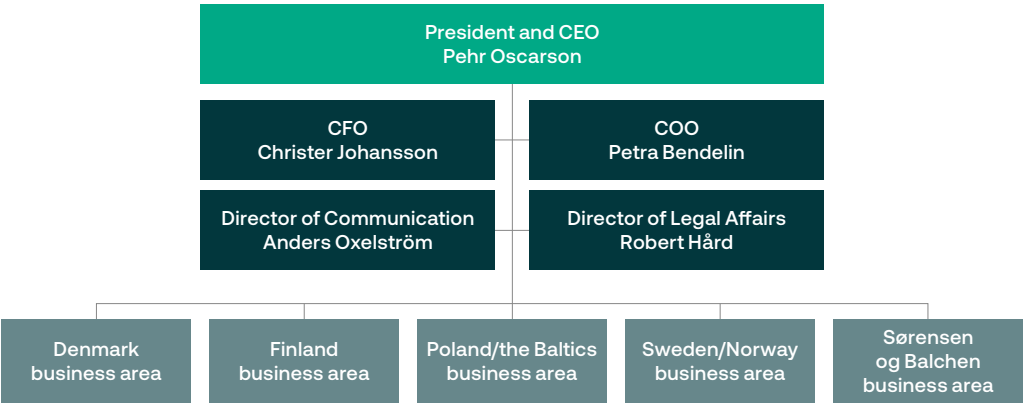 President and CEO
Pehr Oscarson
CFO
Christer Johansson
COO
Petra Bendelin
Director of Communication
Anders Oxelström
Director of Legal Affairs
Robert Hård
Denmark
business area
Finland
business area
Poland/the Baltics
business area
Sweden/Norway
business area
Sørensen
og Balchen
business area